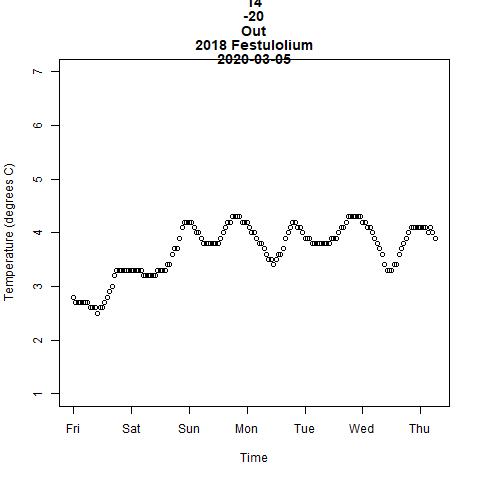 14
-20
Out
2018 Festulolium
2020-03-05
Temperature (degrees C)
7
6
5
4
3
2
1
Fri Sat Sun Mon Tue Wed Thu
Time